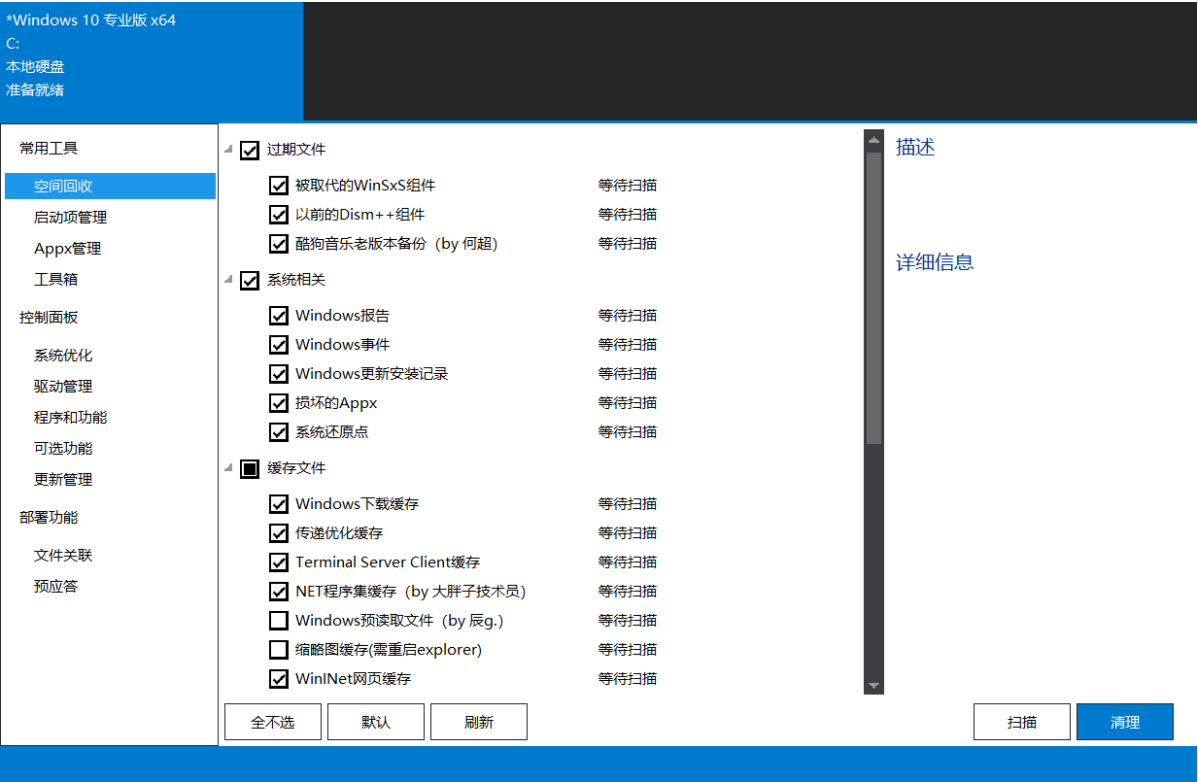 *Windows 10 专业版 x64
C:
本地硬盘
准备就绪
常用工具
空间回收
启动项管理
Appx管理
工具箱
控制面板
系统优化
驱动管理
程序和功能
可选功能
更新管理
部署功能
文件关联
预应答
过期文件
被取代的WinSxS组件 等待扫描
以前的Dism++组件 等待扫描
酷狗音乐老版本备份（by 何超） 等待扫描
系统相关
Windows报告 等待扫描
Windows事件 等待扫描
Windows更新安装记录 等待扫描
损坏的Appx 等待扫描
系统还原点 等待扫描
缓存文件
Windows下载缓存 等待扫描
传递优化缓存 等待扫描
Terminal Server Client缓存 等待扫描
NET程序集缓存（by 大胖子技术员） 等待扫描
Windows预读取文件（by 辰g.） 等待扫描
缩略图缓存(需重启explorer) 等待扫描
WinINet网页缓存 等待扫描
描述
详细信息
全不选 默认 刷新 扫描 清理